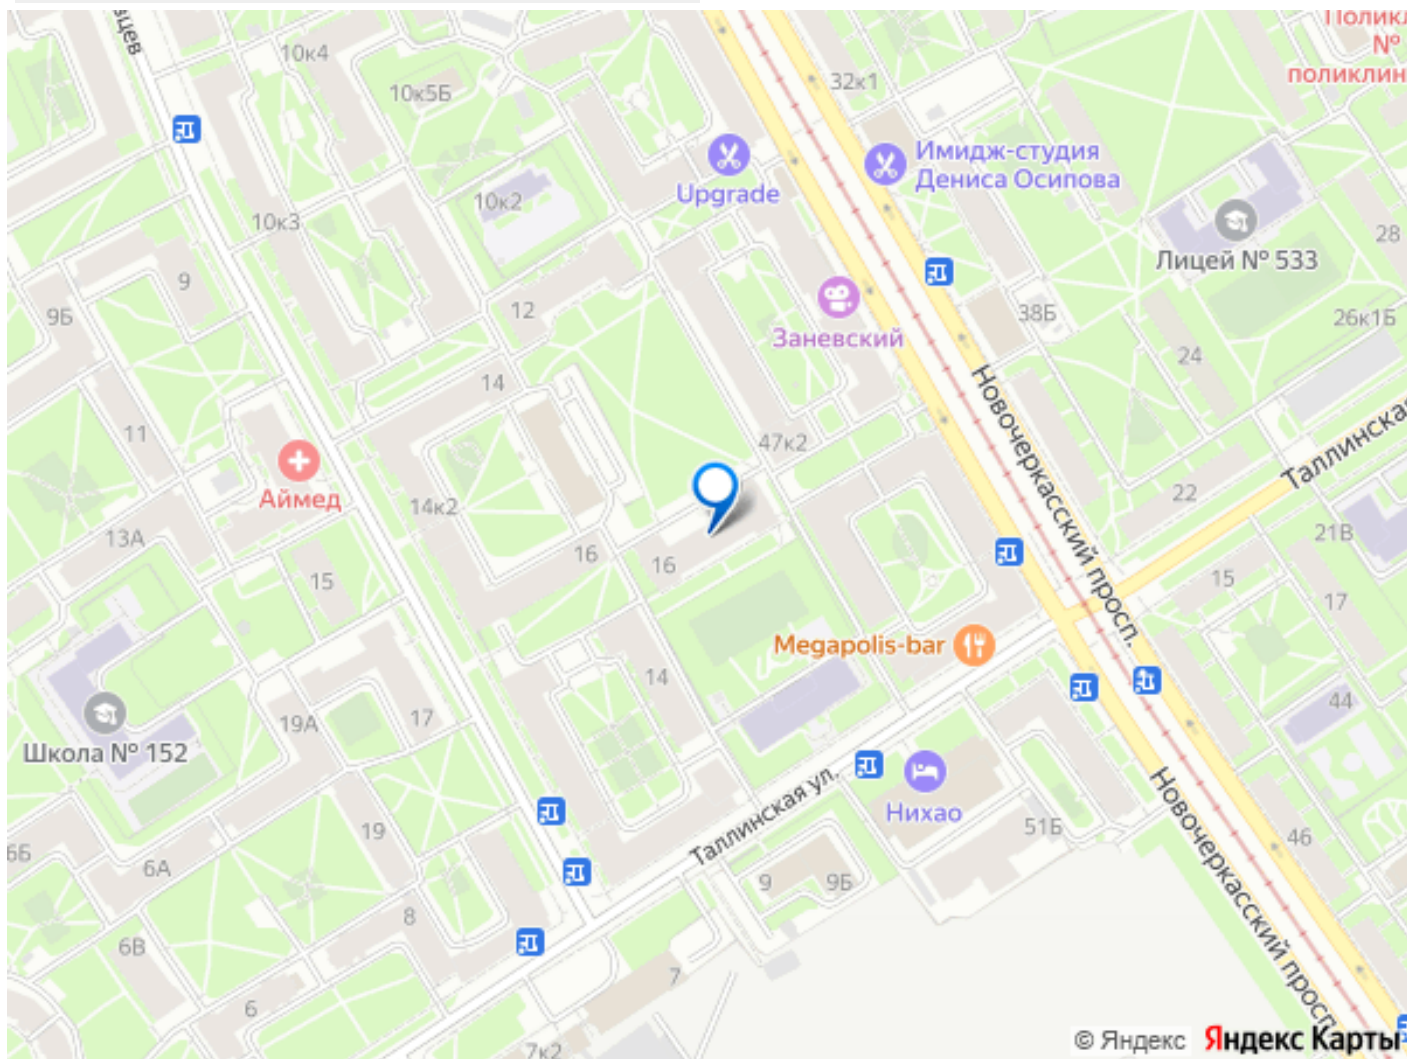 вцев
10к4
10к5Б
32к1
Поликл
№
поликлин
Upgrade
Имидж-студия
Дениса Осипова
10к2
10к3
Лицей № 533
28
9
9Б
12
Заневский
38Б
26к1Б
24
14
11
47к2
Новочеркасский просп.
Таллинская
Аймед
14к2
22
13А
16
16
21В
15
15
17
Megapolis-bar
14
44
Школа № 152
19А
17
Таллинская ул.
Нихао
Новочеркасский просп.
51Б
46
19
6Б
6А
9
9Б
8
6В
7
6
7к2
© Яндекс Яндекс Карты